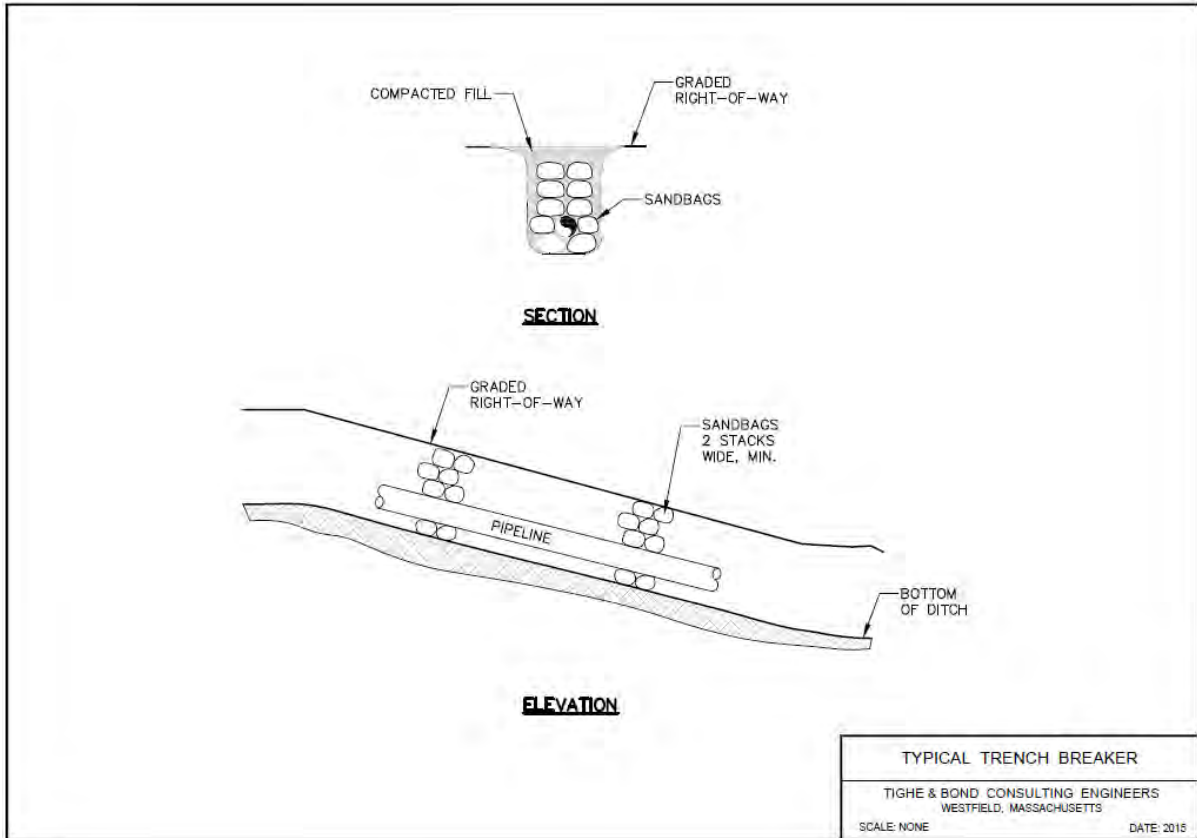 COMPACTED FILL
GRADED
RIGHT-OF-WAY
SANDBAGS
SECTION
GRADED
RIGHT-OF-WAY
SANDBAGS
2 STACKS
WIDE, MIN.
PIPELINE
BOTTOM
OF DITCH
ELEVATION
TYPICAL TRENCH BREAKER
TIGHE & BOND CONSULTING ENGINEERS
WESTFIELD, MASSACHUSETTS
SCALE: NONE DATE: 2015